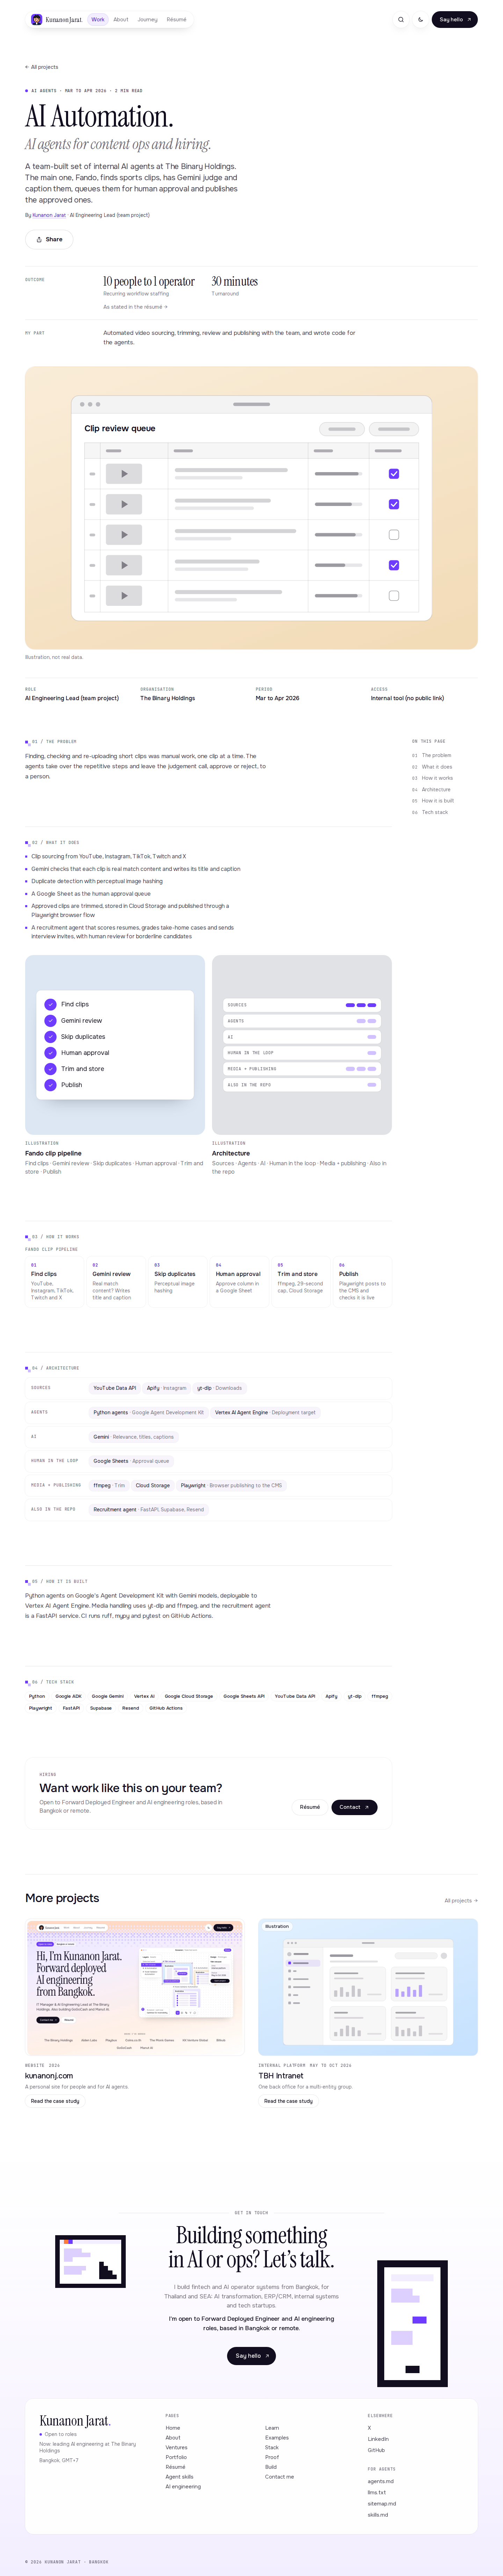 Kunanon Jarat
Work
About
Journey
Résumé
Say hello ↗
← All projects
AI AGENTS · MAR TO APR 2026 · 2 MIN READ
AI Automation.
AI agents for content ops and hiring.
A team-built set of internal AI agents at The Binary Holdings.
The main one, Fando, finds sports clips, has Gemini judge and
caption them, queues them for human approval and publishes
the approved ones.
By Kunanon Jarat · AI Engineering Lead (team project)
Share
OUTCOME
10 people to 1 operator
Recurring workflow staffing
30 minutes
Turnaround
As stated in the résumé →
MY PART
Automated video sourcing, trimming, review and publishing with the team, and wrote code for
the agents.
Clip review queue
Illustration, not real data.
ROLE
AI Engineering Lead (team project)
ORGANISATION
The Binary Holdings
PERIOD
Mar to Apr 2026
ACCESS
Internal tool (no public link)
01 / THE PROBLEM
Finding, checking and re-uploading short clips was manual work, one clip at a time. The
agents take over the repetitive steps and leave the judgement call, approve or reject, to
a person.
ON THIS PAGE
01 The problem
02 What it does
03 How it works
04 Architecture
05 How it is built
06 Tech stack
02 / WHAT IT DOES
Clip sourcing from YouTube, Instagram, TikTok, Twitch and X
Gemini checks that each clip is real match content and writes its title and caption
Duplicate detection with perceptual image hashing
A Google Sheet as the human approval queue
Approved clips are trimmed, stored in Cloud Storage and published through a
Playwright browser flow
A recruitment agent that scores resumes, grades take-home cases and sends
interview invites, with human review for borderline candidates
Find clips
Gemini review
Skip duplicates
Human approval
Trim and store
Publish
SOURCES
AGENTS
AI
HUMAN IN THE LOOP
MEDIA + PUBLISHING
ALSO IN THE REPO
ILLUSTRATION
Fando clip pipeline
Find clips · Gemini review · Skip duplicates · Human approval · Trim and
store · Publish
ILLUSTRATION
Architecture
Sources · Agents · AI · Human in the loop · Media + publishing · Also in
the repo
03 / HOW IT WORKS
FANDO CLIP PIPELINE
01
Find clips
YouTube,
Instagram, TikTok,
Twitch and X
02
Gemini review
Real match
content? Writes
title and caption
03
Skip duplicates
Perceptual image
hashing
04
Human approval
Approve column in
a Google Sheet
05
Trim and store
ffmpeg, 29-second
cap, Cloud Storage
06
Publish
Playwright posts to
the CMS and
checks it is live
04 / ARCHITECTURE
SOURCES
YouTube Data API
Apify · Instagram
yt-dlp · Downloads
AGENTS
Python agents · Google Agent Development Kit
Vertex AI Agent Engine · Deployment target
AI
Gemini · Relevance, titles, captions
HUMAN IN THE LOOP
Google Sheets · Approval queue
MEDIA + PUBLISHING
ffmpeg · Trim
Cloud Storage
Playwright · Browser publishing to the CMS
ALSO IN THE REPO
Recruitment agent · FastAPI, Supabase, Resend
05 / HOW IT IS BUILT
Python agents on Google's Agent Development Kit with Gemini models, deployable to
Vertex AI Agent Engine. Media handling uses yt-dlp and ffmpeg, and the recruitment agent
is a FastAPI service. CI runs ruff, mypy and pytest on GitHub Actions.
06 / TECH STACK
Python
Google ADK
Google Gemini
Vertex AI
Google Cloud Storage
Google Sheets API
YouTube Data API
Apify
yt-dlp
ffmpeg
Playwright
FastAPI
Supabase
Resend
GitHub Actions
HIRING
Want work like this on your team?
Open to Forward Deployed Engineer and AI engineering roles, based in
Bangkok or remote.
Résumé
Contact ↗
More projects
All projects →
Hi, I'm Kunanon Jarat.
Forward deployed
AI engineering
from Bangkok.
Illustration
WEBSITE 2026
kunanonj.com
A personal site for people and for AI agents.
Read the case study
INTERNAL PLATFORM MAY TO OCT 2026
TBH Intranet
One back office for a multi-entity group.
Read the case study
GET IN TOUCH
Building something
in AI or ops? Let's talk.
I build fintech and AI operator systems from Bangkok, for
Thailand and SEA: AI transformation, ERP/CRM, internal systems
and tech startups.
I'm open to Forward Deployed Engineer and AI engineering
roles, based in Bangkok or remote.
Say hello ↗
Kunanon Jarat.
Open to roles
Now: leading AI engineering at The Binary
Holdings
Bangkok, GMT+7
PAGES
Home
About
Ventures
Portfolio
Résumé
Agent skills
AI engineering
Learn
Examples
Stack
Proof
Build
Contact me
ELSEWHERE
X
LinkedIn
GitHub
FOR AGENTS
agents.md
llms.txt
sitemap.md
skills.md
© 2026 KUNANON JARAT · BANGKOK